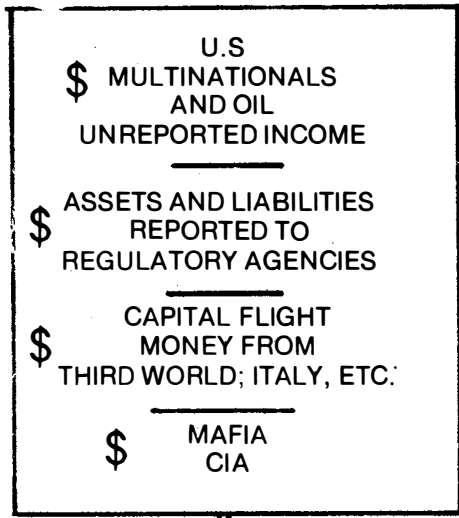 U.S
$ MULTINATIONALS
AND OIL
UNREPORTED INCOME
$ ASSETS AND LIABILITIES
REPORTED TO
REGULATORY AGENCIES
CAPITAL FLIGHT
$ MONEY FROM
THIRD WORLD; ITALY, ETC.
$ MAFIA
CIA